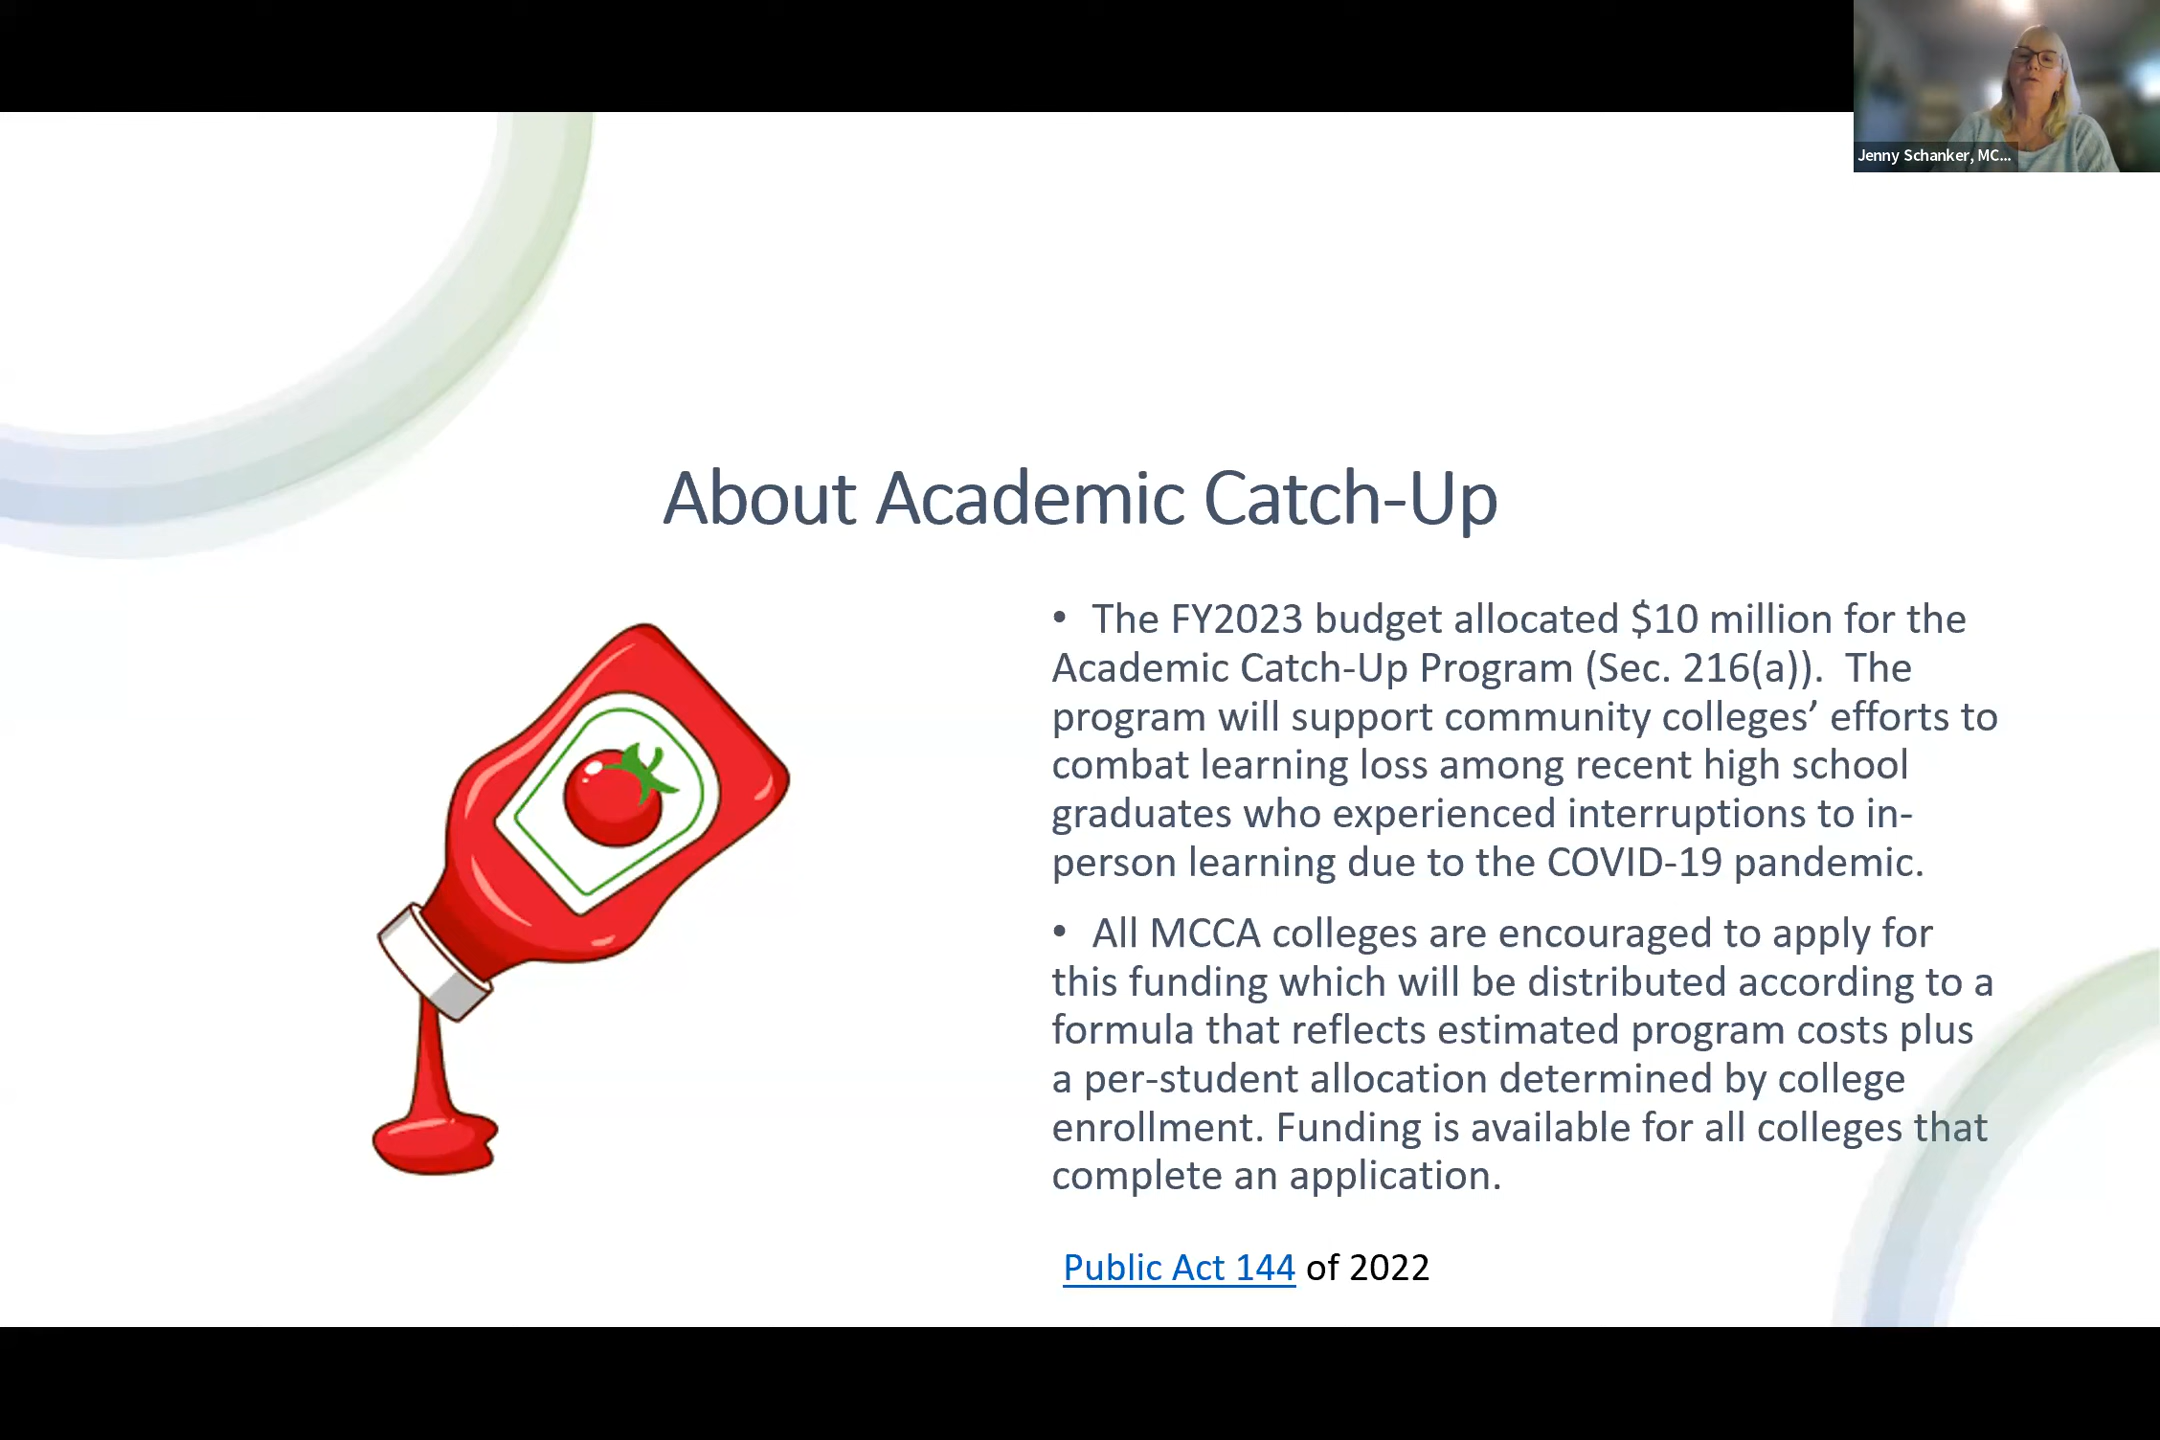 Jenny Schanker, MC...
About Academic Catch-Up
• The FY2023 budget allocated $10 million for the
Academic Catch-Up Program (Sec. 216(a)).  The
program will support community colleges’ efforts to
combat learning loss among recent high school
graduates who experienced interruptions to in-
person learning due to the COVID-19 pandemic.
• All MCCA colleges are encouraged to apply for
this funding which will be distributed according to a
formula that reflects estimated program costs plus
a per-student allocation determined by college
enrollment. Funding is available for all colleges that
complete an application.
Public Act 144 of 2022